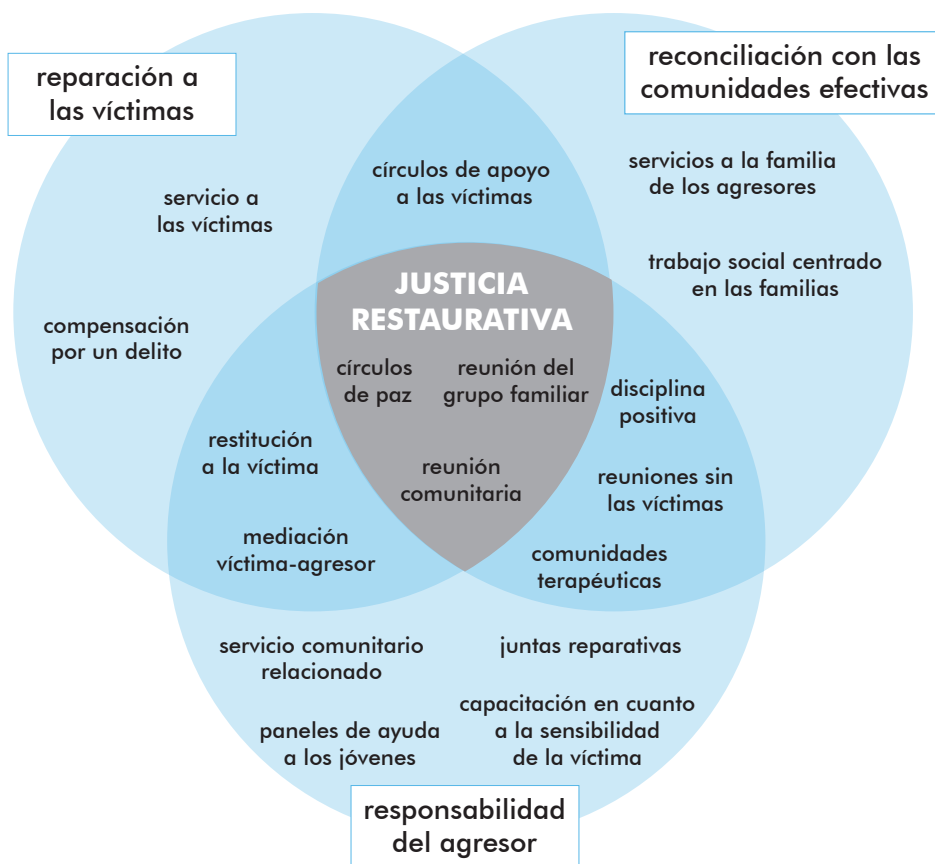 reparación a
las víctimas
reconciliación con las
comunidades efectivas
círculos de apoyo
a las víctimas
servicios a la familia
de los agresores
servicio a
las víctimas
trabajo social centrado
en las familias
compensación
por un delito
JUSTICIA
RESTAURATIVA
círculos
de paz
reunión del
grupo familiar
disciplina
positiva
restitución
a la víctima
reunión
comunitaria
reuniones sin
las víctimas
mediación
víctima-agresor
comunidades
terapéuticas
servicio comunitario
relacionado
juntas reparativas
paneles de ayuda
a los jóvenes
capacitación en cuanto
a la sensibilidad
de la víctima
responsabilidad
del agresor